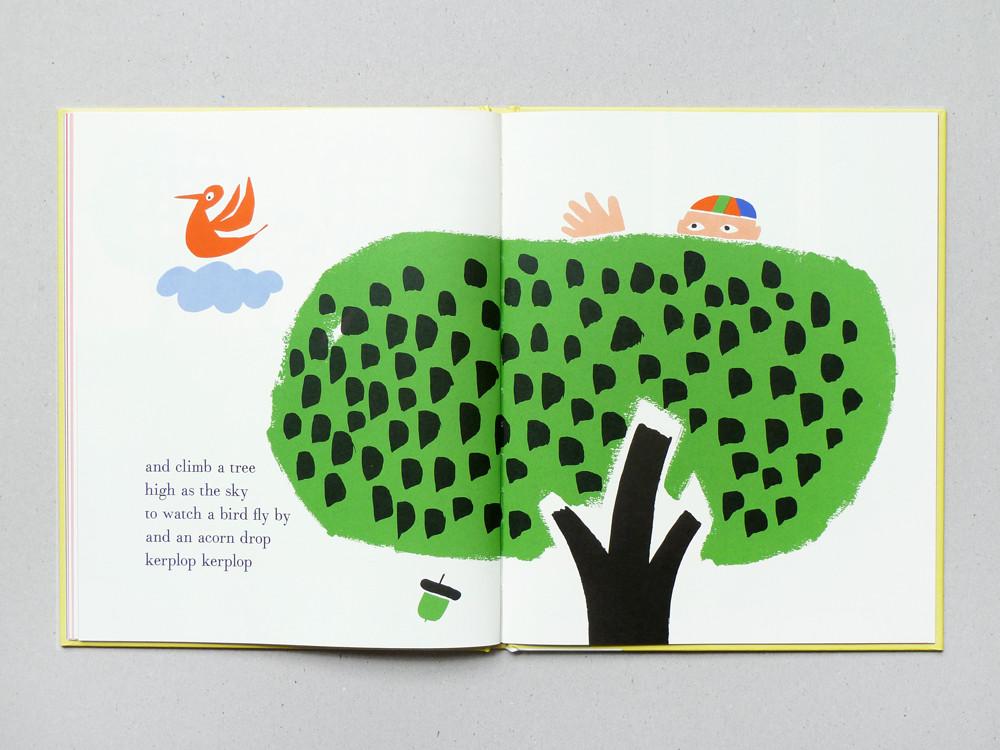 and climb a tree
high as the sky
to watch a bird fly by
and an acorn drop
kerplop kerplop